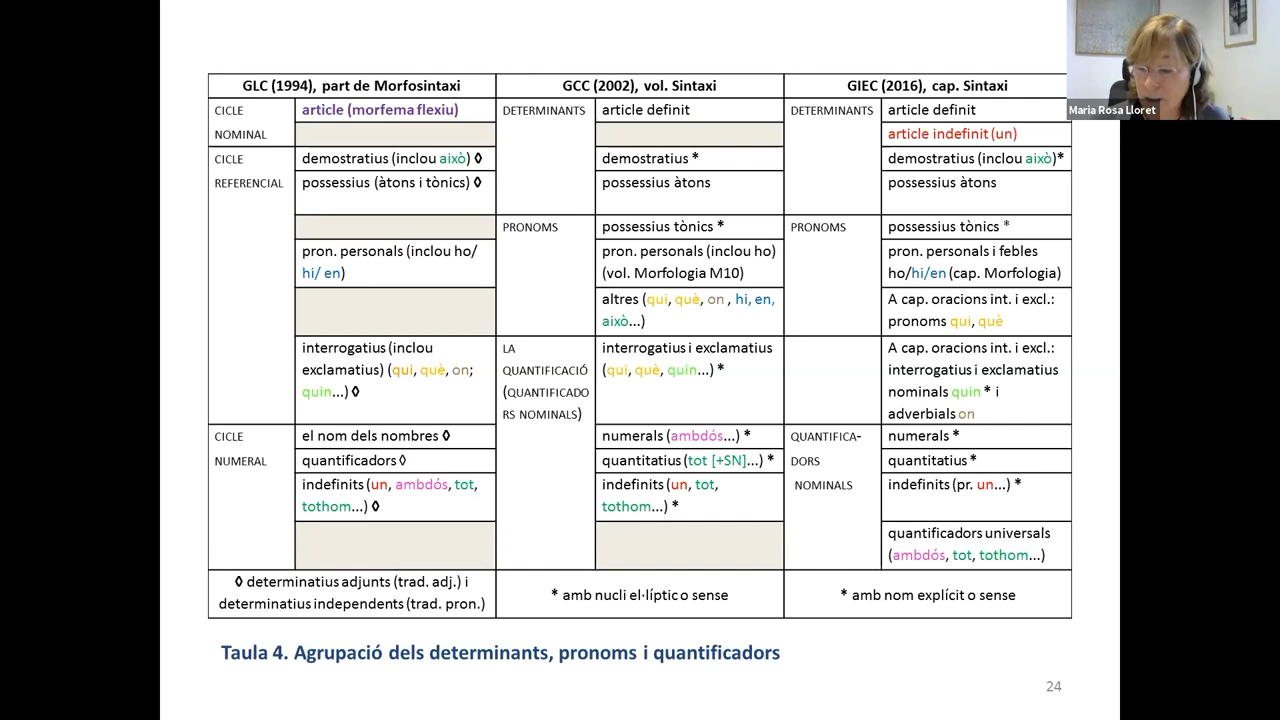 GLC (1994), part de Morfosintaxi
GCC (2002), vol. Sintaxi
GIEC (2016), cap. Sintaxi
Maria Rosa Lloret
CICLE
NOMINAL
article (morfema flexiu)
DETERMINANTS
article definit
DETERMINANTS
article definit
article indefinit (un)
CICLE
REFERENCIAL
demostratius (inclou això) ◊
demostratius *
demostratius (inclou això)*
possessius (àtons i tònics) ◊
possessius àtons
possessius àtons
PRONOMS
possessius tònics *
PRONOMS
possessius tònics *
pron. personals (inclou ho/
hi/ en)
pron. personals (inclou ho)
(vol. Morfologia M10)
pron. personals i febles
ho/hi/en (cap. Morfologia)
altres (qui, què, on , hi, en,
això...)
A cap. oracions int. i excl.:
pronoms qui, què
interrogatius (inclou
exclamatius) (qui, què, on;
quin...) ◊
LA
QUANTIFICACIÓ
(QUANTIFICADO
RS NOMINALS)
interrogatius i exclamatius
(qui, què, quin...) *
A cap. oracions int. i excl.:
interrogatius i exclamatius
nominals quin * i
adverbials on
CICLE
NUMERAL
el nom dels nombres ◊
numerals (ambdós...) *
QUANTIFICA-
DORS
NOMINALS
numerals *
quantificadors ◊
quantitatius (tot [+SN]...) *
quantitatius *
indefinits (un, ambdós, tot,
tothom...) ◊
indefinits (un, tot,
tothom...) *
indefinits (pr. un...) *
quantificadors universals
(ambdós, tot, tothom...)
◊ determinatius adjunts (trad. adj.) i
determinatius independents (trad. pron.)
* amb nucli el·líptic o sense
* amb nom explícit o sense
Taula 4. Agrupació dels determinants, pronoms i quantificadors
24